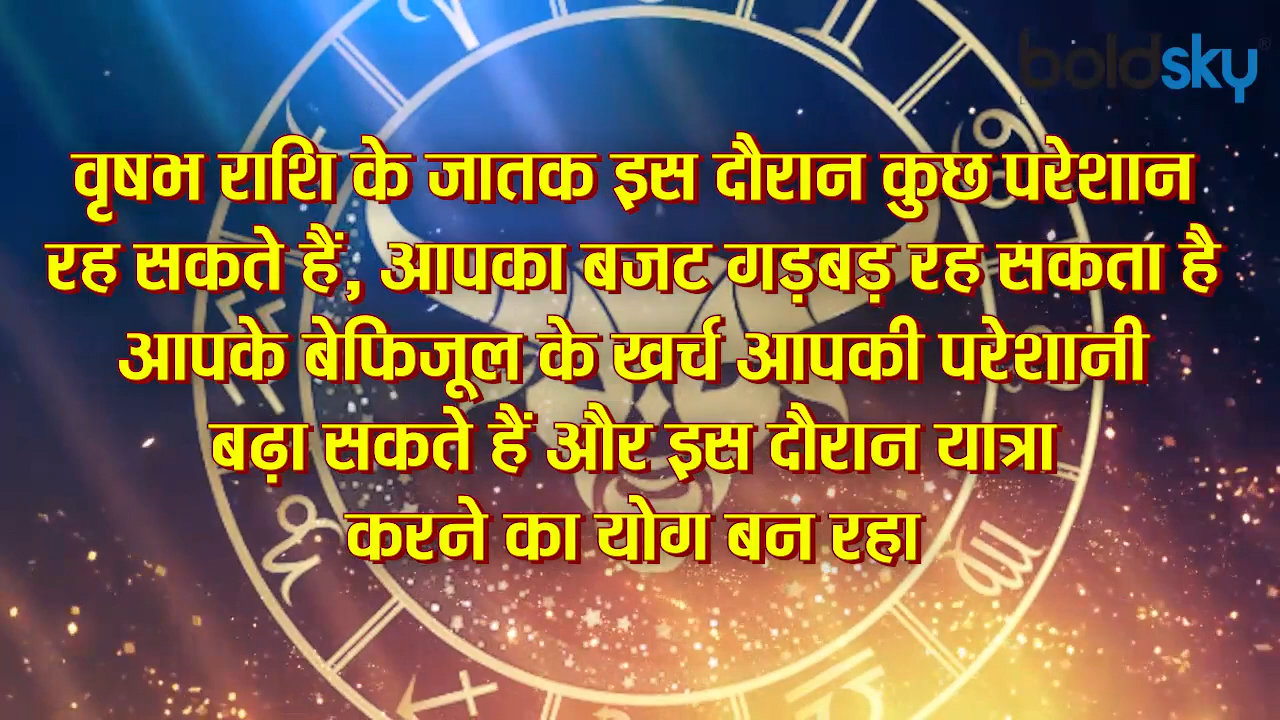 boldsky
वृषभ राशि के जातक इस दौरान कुछ परेशान
रह सकते हैं, आपका बजट गड़बड़ रह सकता है
आपके बेफिजूल के खर्च आपकी परेशानी
बढ़ा सकते हैं और इस दौरान यात्रा
करने का योग बन रहा